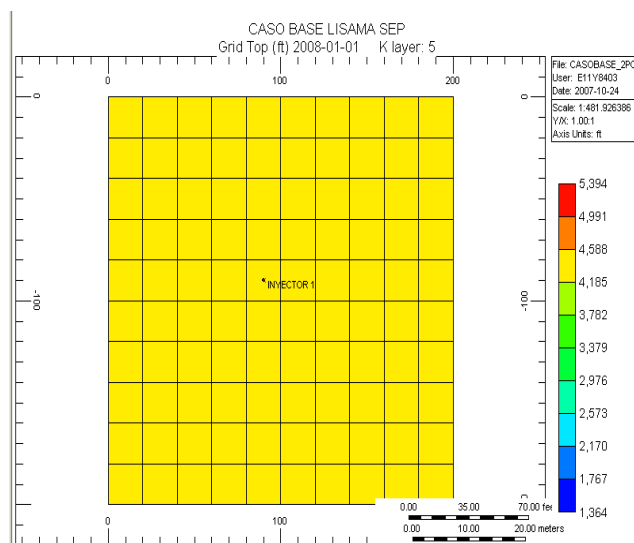 CASO BASE LISAMA SEP
Grid Top (ft) 2008-01-01 K layer: 5
File: CASOBASE_2PO
User: E11Y8403
Date: 2007-10-24
Scale: 1:481.926386
Y/X: 1.00:1
Axis Units: ft
0 100 200
0 0
INYECTOR 1
-100 -100
5,394
4,991
4,588
4,185
3,782
3,379
2,976
2,573
2,170
1,767
1,364
0 100
0.00 35.00 70.00 feet
0.00 10.00 20.00 meters